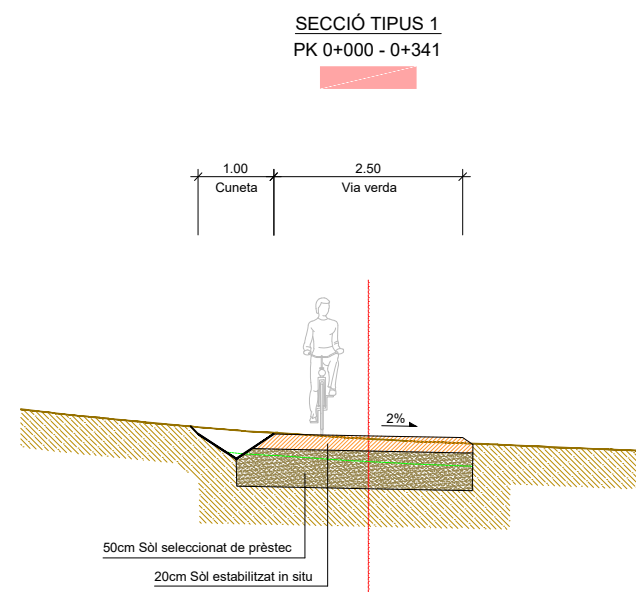 SECCIÓ TIPUS 1
PK 0+000 - 0+341
1.00
2.50
Cuneta
Via verda
2%
50cm Sòl seleccionat de prèstec
20cm Sòl estabilitzat in situ